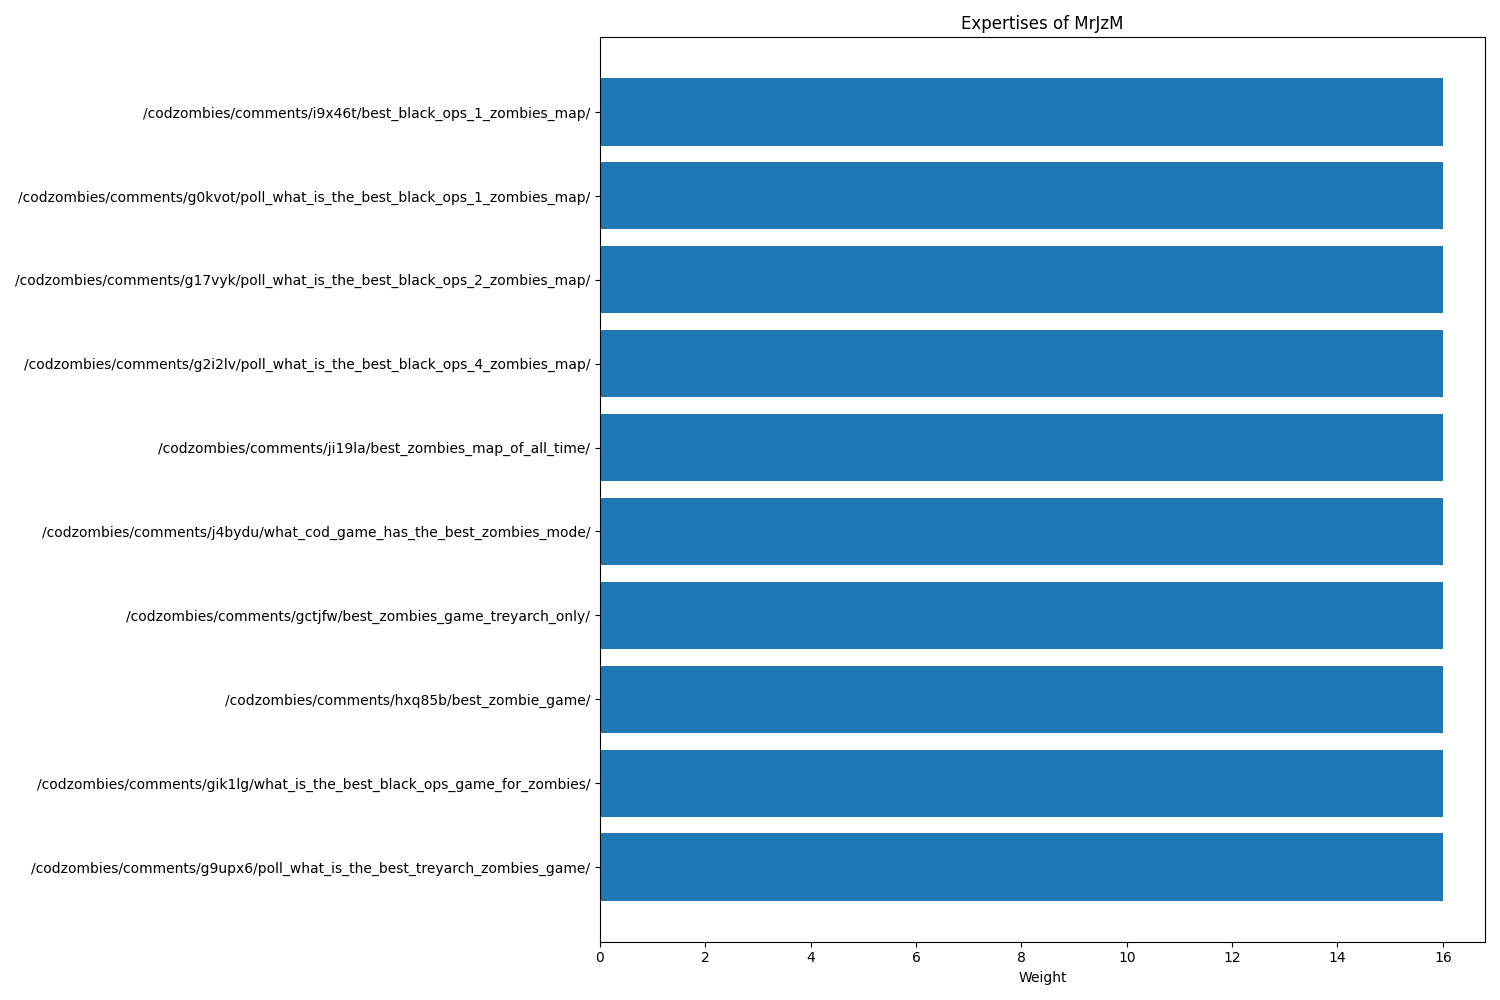 Expertises of MrJzM
/codzombies/comments/i9x46t/best_black_ops_1_zombies_map/
/codzombies/comments/g0kvot/poll_what_is_the_best_black_ops_1_zombies_map/
/codzombies/comments/g17vyk/poll_what_is_the_best_black_ops_2_zombies_map/
/codzombies/comments/g2i2lv/poll_what_is_the_best_black_ops_4_zombies_map/
/codzombies/comments/ji19la/best_zombies_map_of_all_time/
/codzombies/comments/j4bydu/what_cod_game_has_the_best_zombies_mode/
/codzombies/comments/gctjfw/best_zombies_game_treyarch_only/
/codzombies/comments/hxq85b/best_zombie_game/
/codzombies/comments/gik1lg/what_is_the_best_black_ops_game_for_zombies/
/codzombies/comments/g9upx6/poll_what_is_the_best_treyarch_zombies_game/
0 2 4 6 8 10 12 14 16
Weight